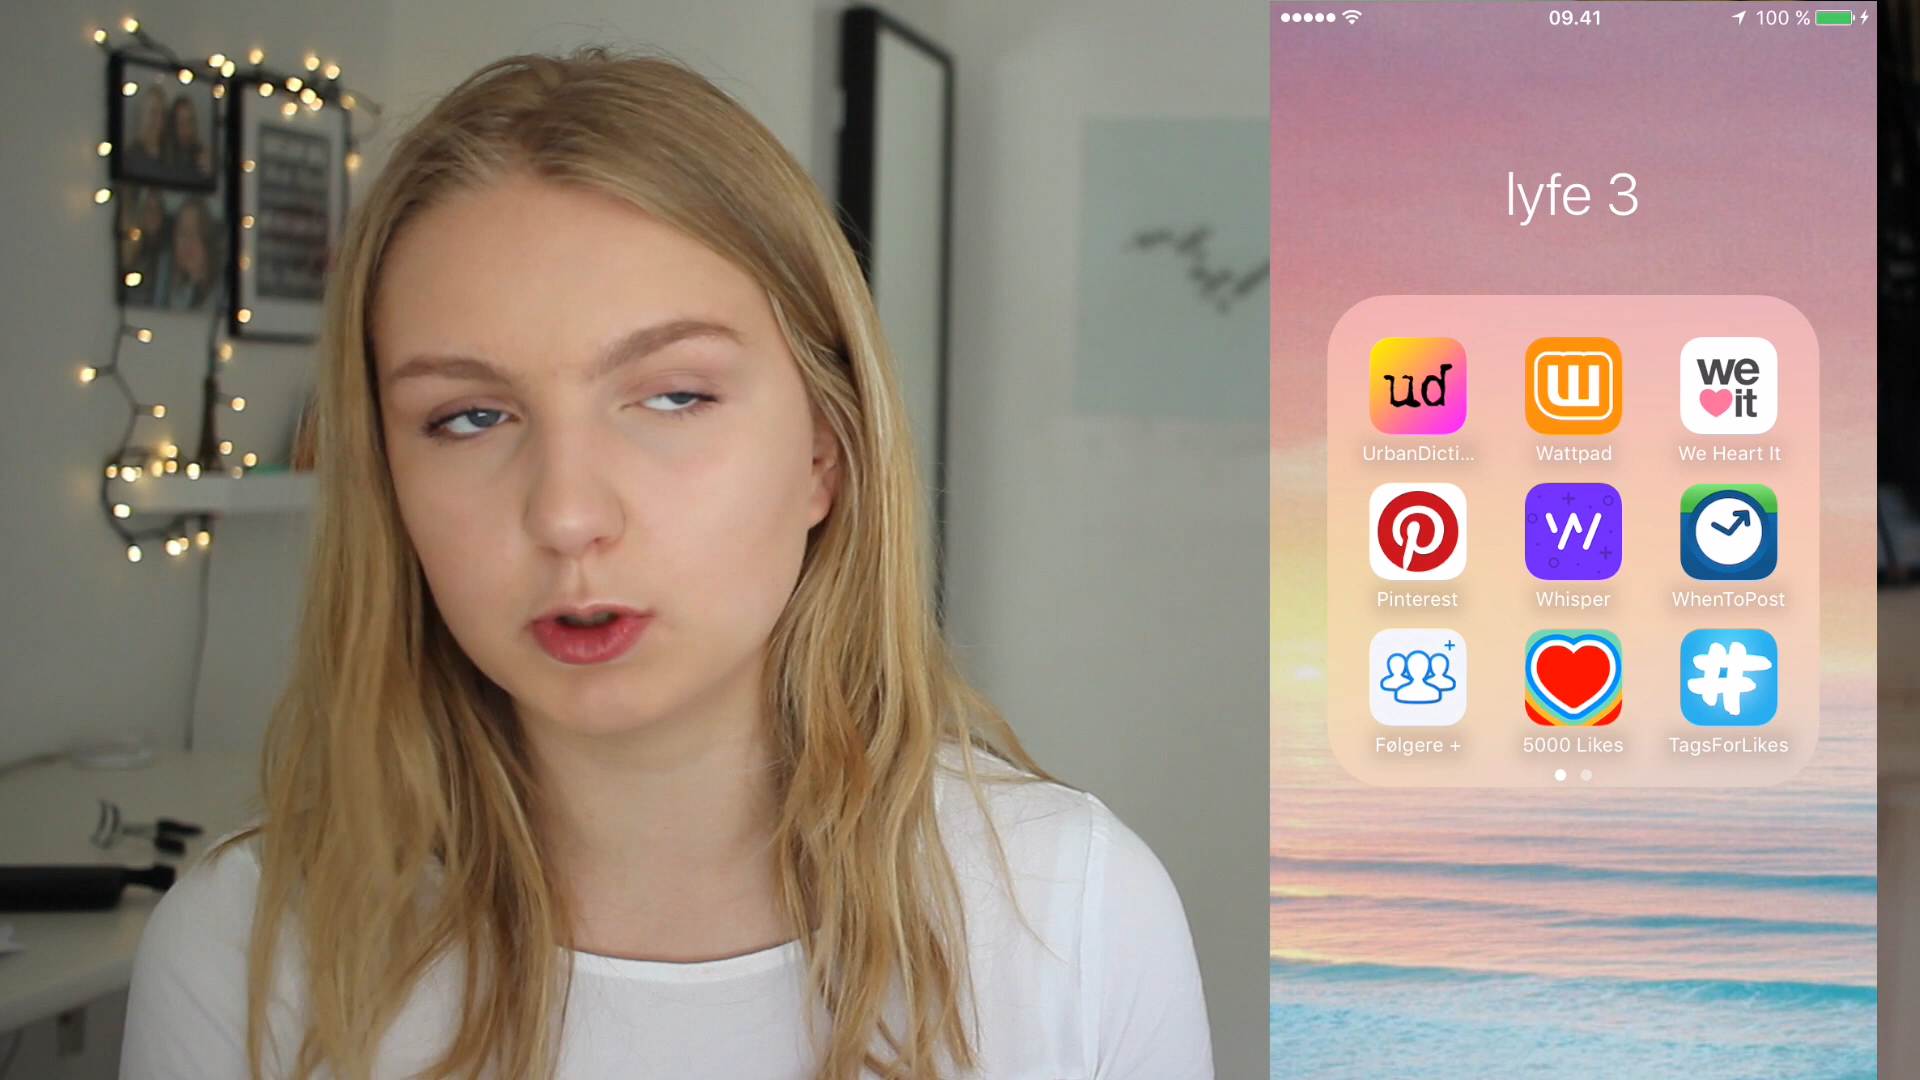 09.41
100 %
lyfe 3
ud
we
it
UrbanDicti...
Wattpad
We Heart It
Pinterest
Whisper
WhenToPost
Følgere +
5000 Likes
#
TagsForLikes